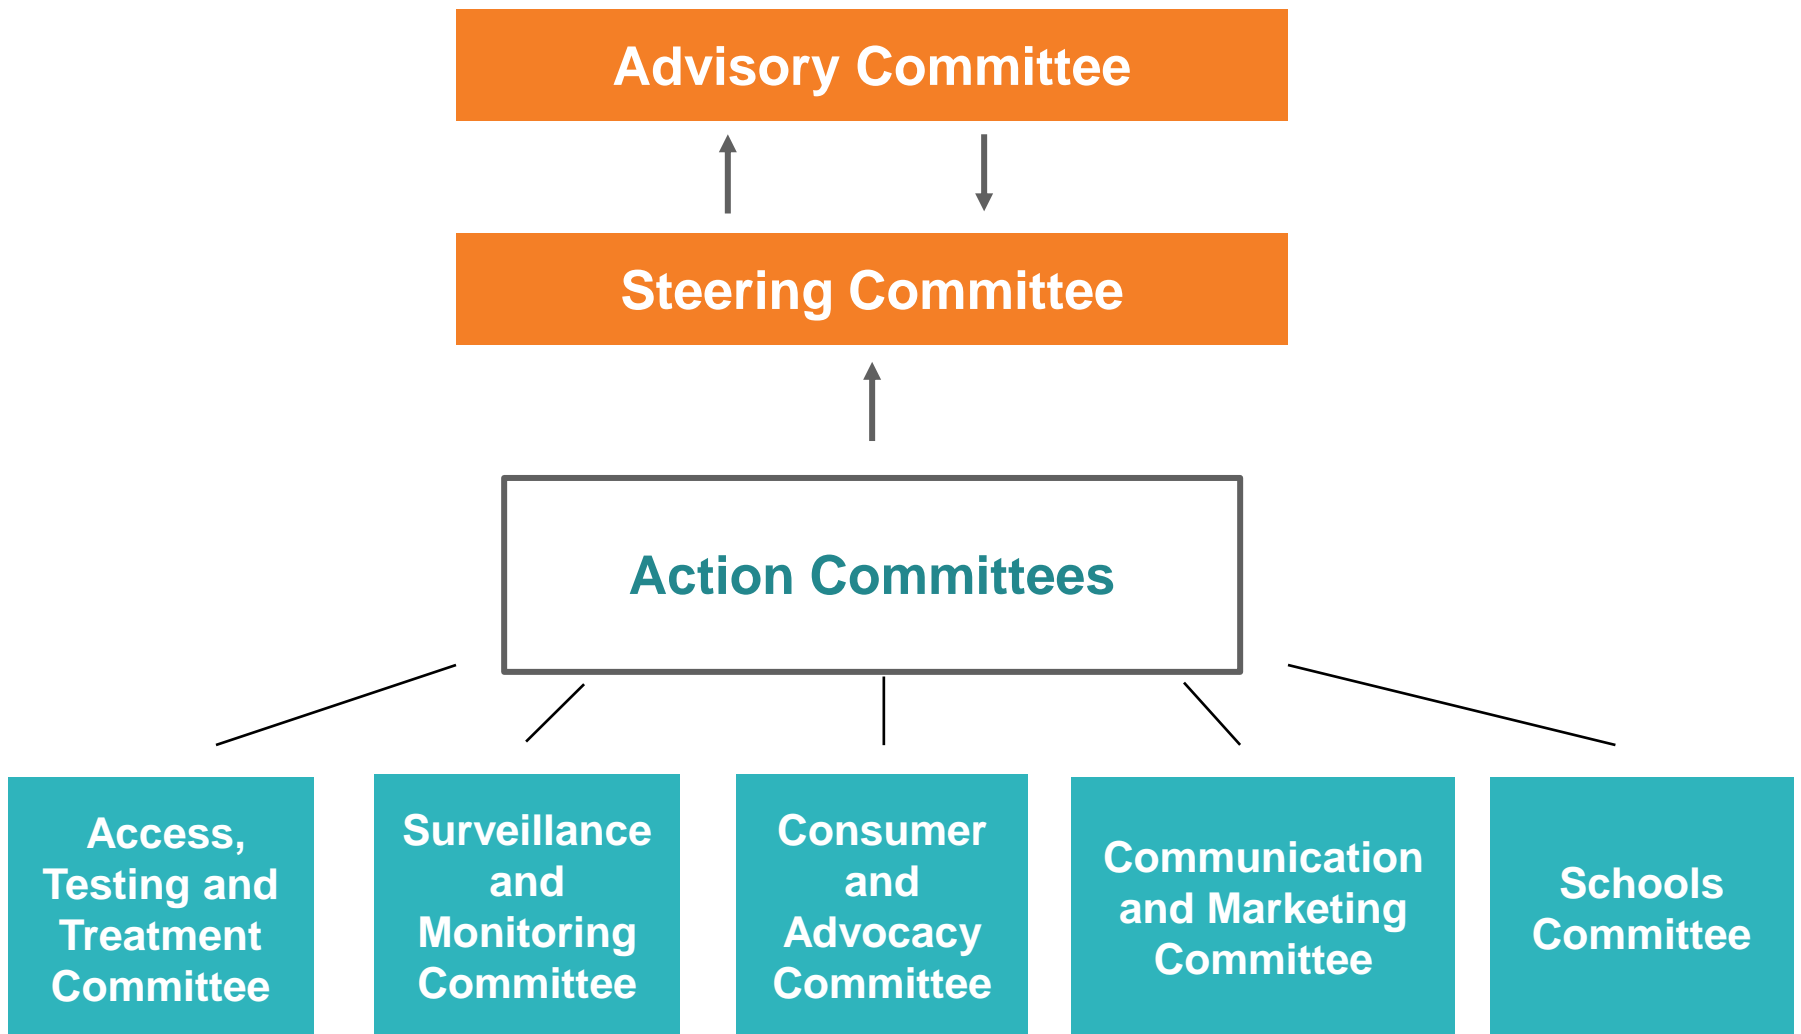 Advisory Committee
Steering Committee
Action Committees
Access,
Testing and
Treatment
Committee
Surveillance
and
Monitoring
Committee
Consumer
and
Advocacy
Committee
Communication
and Marketing
Committee
Schools
Committee